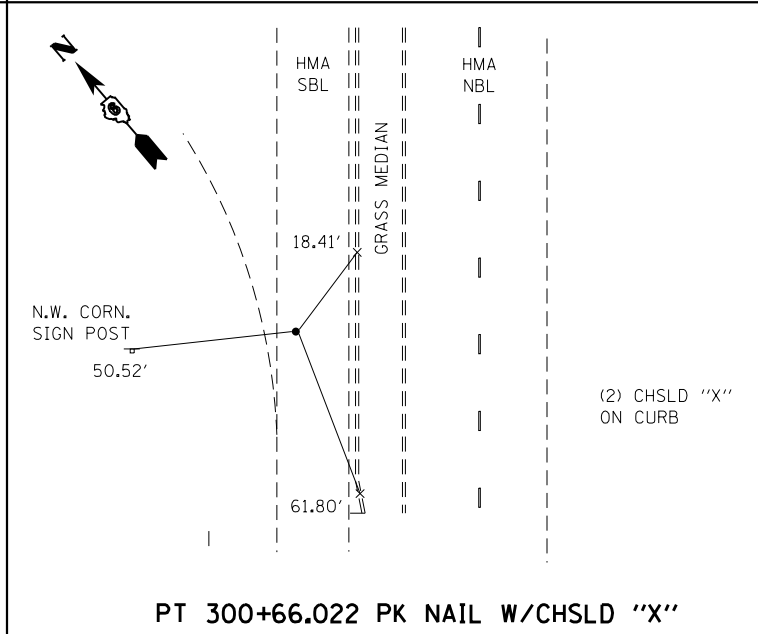 N
6
HMA
SBL
HMA
NBL
GRASS MEDIAN
18.41'
N.W. CORN.
SIGN POST
50.52'
(2) CHSLD "X"
ON CURB
61.80'
PT 300+66.022 PK NAIL W/CHSLD "X"